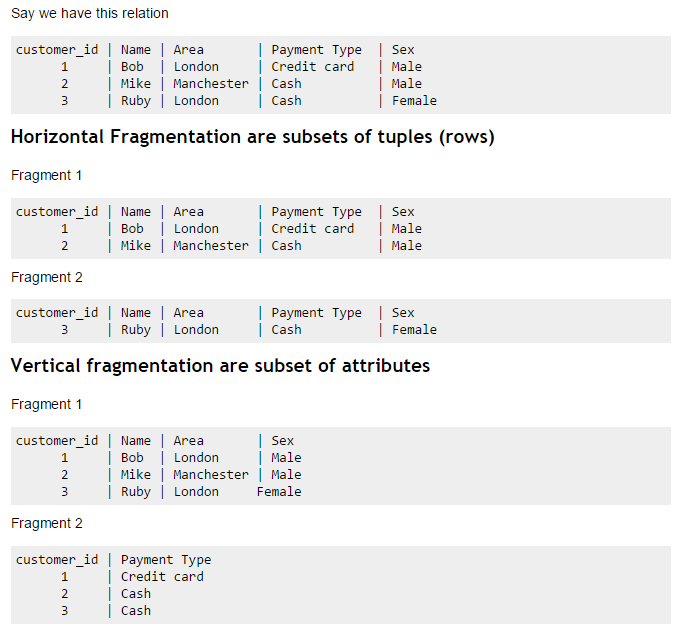 Say we have this relation
customer_id | Name | Area | Payment Type | Sex
1 | Bob | London | Credit card | Male
2 | Mike | Manchester | Cash | Male
3 | Ruby | London | Cash | Female
Horizontal Fragmentation are subsets of tuples (rows)
Fragment 1
customer_id | Name | Area | Payment Type | Sex
1 | Bob | London | Credit card | Male
2 | Mike | Manchester | Cash | Male
Fragment 2
customer_id | Name | Area | Payment Type | Sex
3 | Ruby | London | Cash | Female
Vertical fragmentation are subset of attributes
Fragment 1
customer_id | Name | Area | Sex
1 | Bob | London | Male
2 | Mike | Manchester | Male
3 | Ruby | London Female
Fragment 2
customer_id | Payment Type
1 | Credit card
2 | Cash
3 | Cash